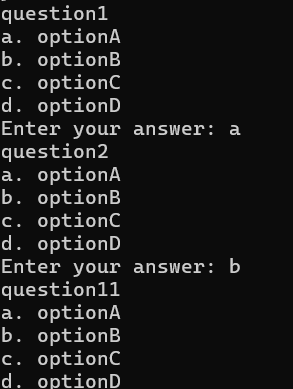 question1
a. optionA
b. optionB
c. optionC
d. optionD
Enter your answer: a
question2
a. optionA
b. optionB
c. optionC
d. optionD
Enter your answer: b
question11
a. optionA
b. optionB
c. optionC
d. optionD